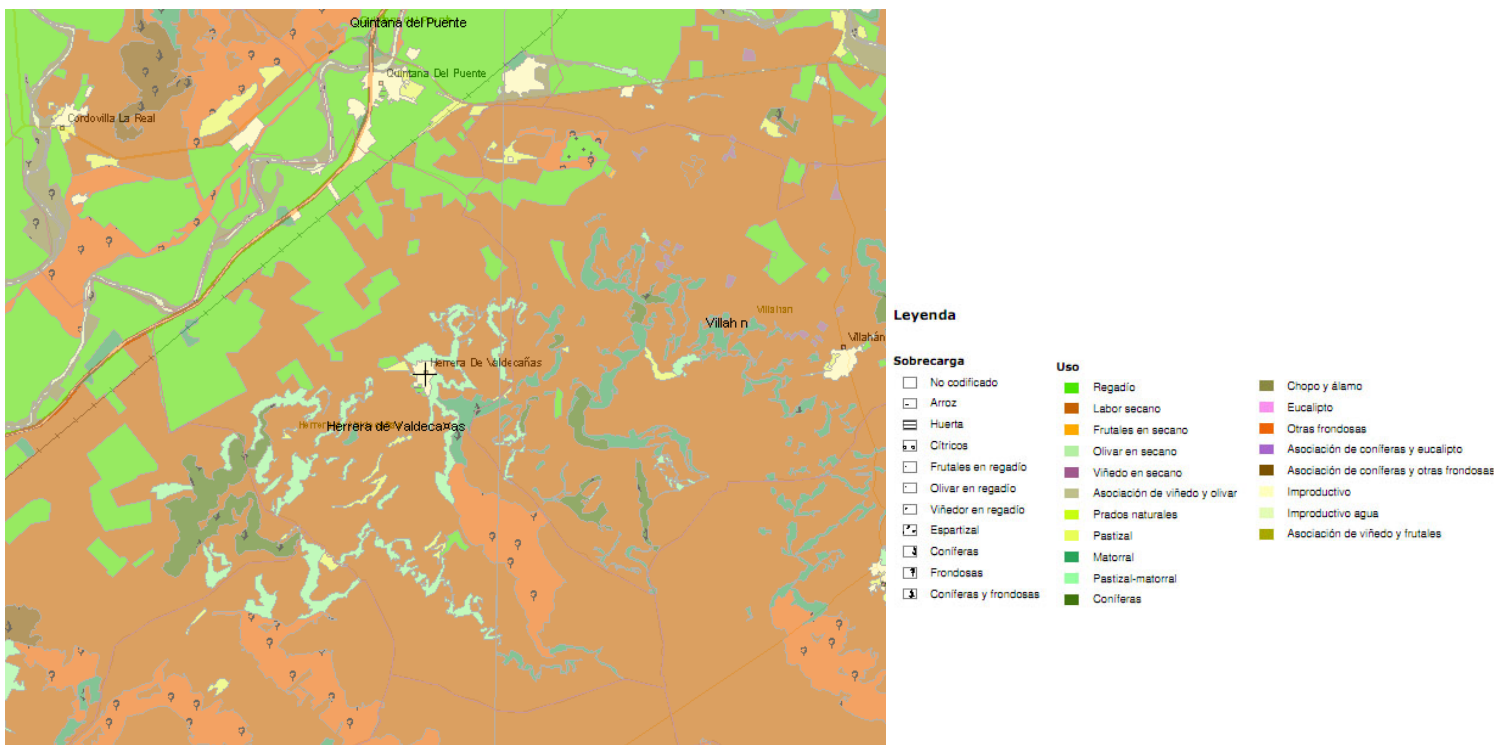 Quintana del Puente
Quintana Del Puente
Cordovilla La Real
Villahan
Villah n
Villahán
Herrera De Valdecañas
Herrera de Valdeca¤as
Leyenda
Sobrecarga
No codificado
Arroz
Huerta
Cítricos
Frutales en regadío
Olivar en regadío
Viñedor en regadío
Espartizal
Coníferas
Frondosas
Coníferas y frondosas
Uso
Regadío
Labor secano
Frutales en secano
Olivar en secano
Viñedo en secano
Asociación de viñedo y olivar
Prados naturales
Pastizal
Matorral
Pastizal-matorral
Coníferas
Chopo y álamo
Eucalipto
Otras frondosas
Asociación de coníferas y eucalipto
Asociación de coníferas y otras frondosas
Improductivo
Improductivo agua
Asociación de viñedo y frutales